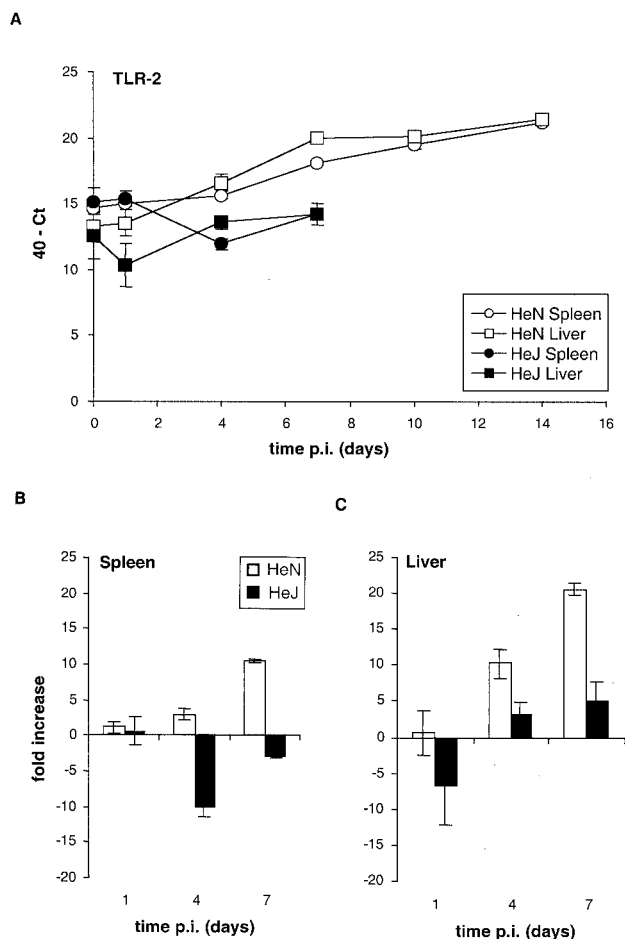 A
TLR-2
25
20
15
10
5
0
40 - Ct
0 2 4 6 8 10 12 14 16
time p.i. (days)
HeN Spleen
HeN Liver
HeJ Spleen
HeJ Liver
B
Spleen
HeN
HeJ
25
20
15
10
5
0
-5
-10
-15
-20
fold increase
1 4 7
time p.i. (days)
C
Liver
25
20
15
10
5
0
-5
-10
-15
-20
1 4 7
time p.i. (days)